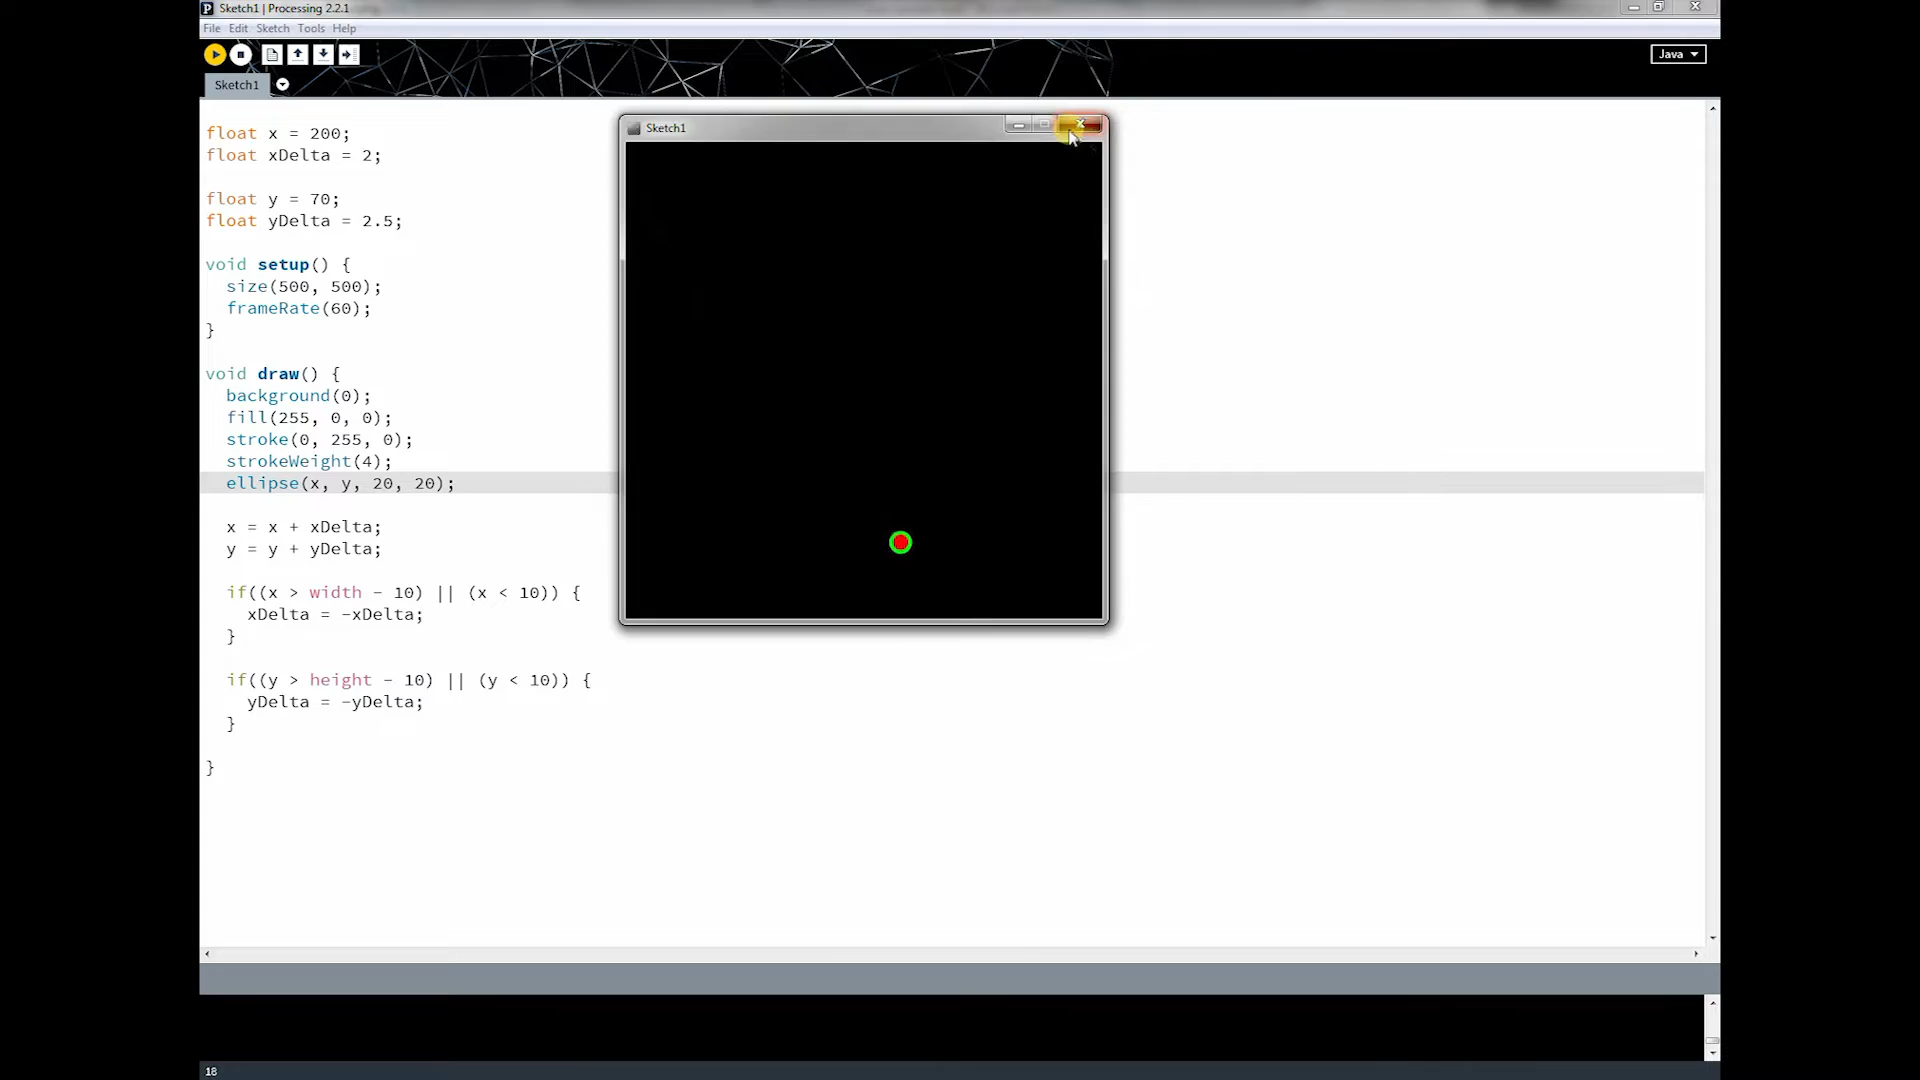 Sketch1 | Processing 2.2.1
File Edit Sketch Tools Help
Java
Sketch1
Sketch1
float x = 200;
float xDelta = 2;
float y = 70;
float yDelta = 2.5;
void setup() {
size(500, 500);
frameRate(60);
}
void draw() {
background(0);
fill(255, 0, 0);
stroke(0, 255, 0);
strokeWeight(4);
ellipse(x, y, 20, 20);
x = x + xDelta;
y = y + yDelta;
if((x > width - 10) || (x < 10)) {
xDelta = -xDelta;
}
if((y > height - 10) || (y < 10)) {
yDelta = -yDelta;
}
}
18